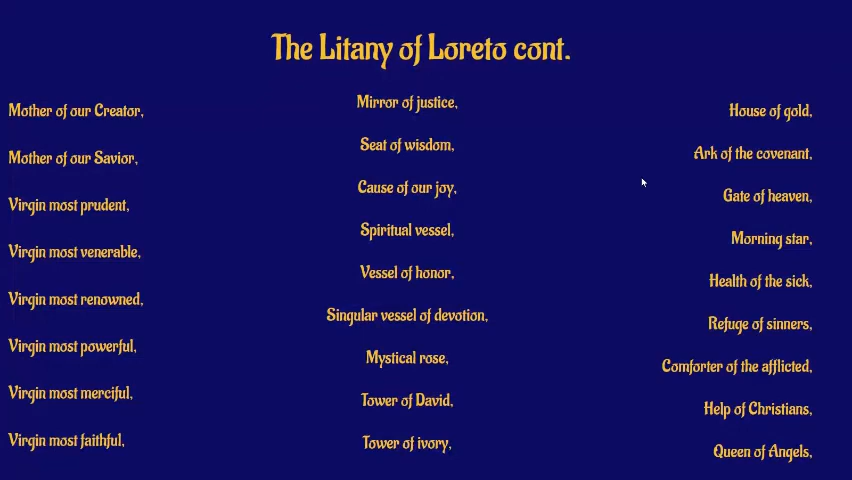 The Litany of Loreto cont.
Mother of our Creator,
Mother of our Savior,
Virgin most prudent,
Virgin most venerable,
Virgin most renowned,
Virgin most powerful,
Virgin most merciful,
Virgin most faithful,
Mirror of justice,
Seat of wisdom,
Cause of our joy,
Spiritual vessel,
Vessel of honor,
Singular vessel of devotion,
Mystical rose,
Tower of David,
Tower of ivory,
House of gold,
Ark of the covenant,
Gate of heaven,
Morning star,
Health of the sick,
Refuge of sinners,
Comforter of the afflicted,
Help of Christians,
Queen of Angels,